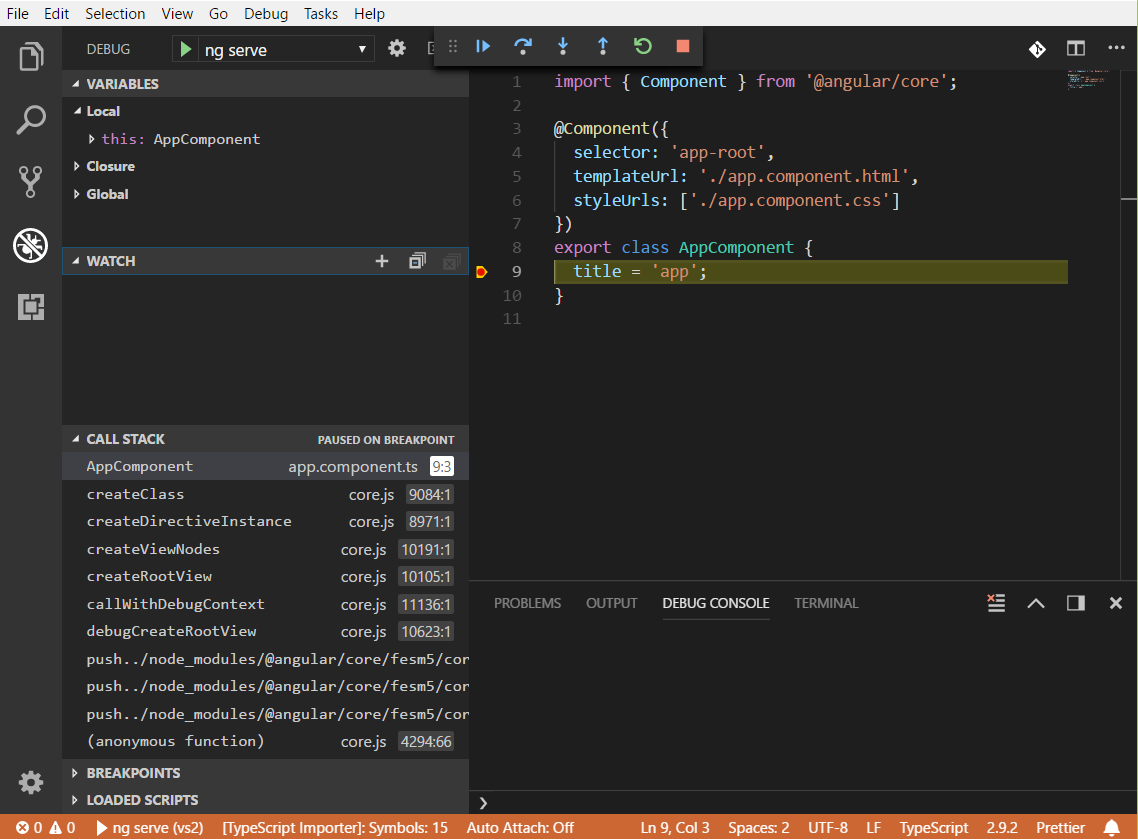 File Edit Selection View Go Debug Tasks Help
DEBUG ng serve
VARIABLES
Local
this: AppComponent
Closure
Global
WATCH
CALL STACK PAUSED ON BREAKPOINT
AppComponent app.component.ts 9:3
createClass core.js 9084:1
createDirectiveInstance core.js 8971:1
createViewNodes core.js 10191:1
createRootView core.js 10105:1
callWithDebugContext core.js 11136:1
debugCreateRootView core.js 10623:1
push../node_modules/@angular/core/fesm5/cor
push../node_modules/@angular/core/fesm5/cor
push../node_modules/@angular/core/fesm5/cor
(anonymous function) core.js 4294:66
BREAKPOINTS
LOADED SCRIPTS
1 import { Component } from '@angular/core';
2
3 @Component({
4 selector: 'app-root',
5 templateUrl: './app.component.html',
6 styleUrls: ['./app.component.css']
7 })
8 export class AppComponent {
9 title = 'app';
10 }
11
PROBLEMS OUTPUT DEBUG CONSOLE TERMINAL
0 0 ng serve (vs2) [TypeScript Importer]: Symbols: 15 Auto Attach: Off Ln 9, Col 3 Spaces: 2 UTF-8 LF TypeScript 2.9.2 Prettier